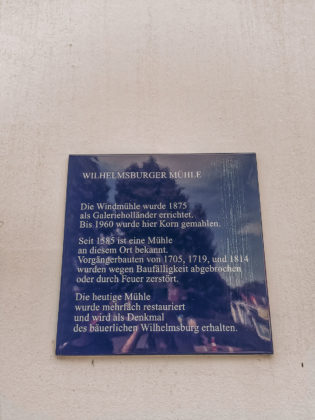 WILHELMSBURGER MÜHLE
Die Windmühle wurde 1875
als Galerieholländer errichtet.
Bis 1960 wurde hier Korn gemahlen.
Seit 1585 ist eine Mühle
an diesem Ort bekannt.
Vorgängerbauten von 1705, 1719, und 1814
wurden wegen Baufälligkeit abgebrochen
oder durch Feuer zerstört.
Die heutige Mühle
wurde mehrfach restauriert
und wird als Denkmal
des bäuerlichen Wilhelmsburg erhalten.